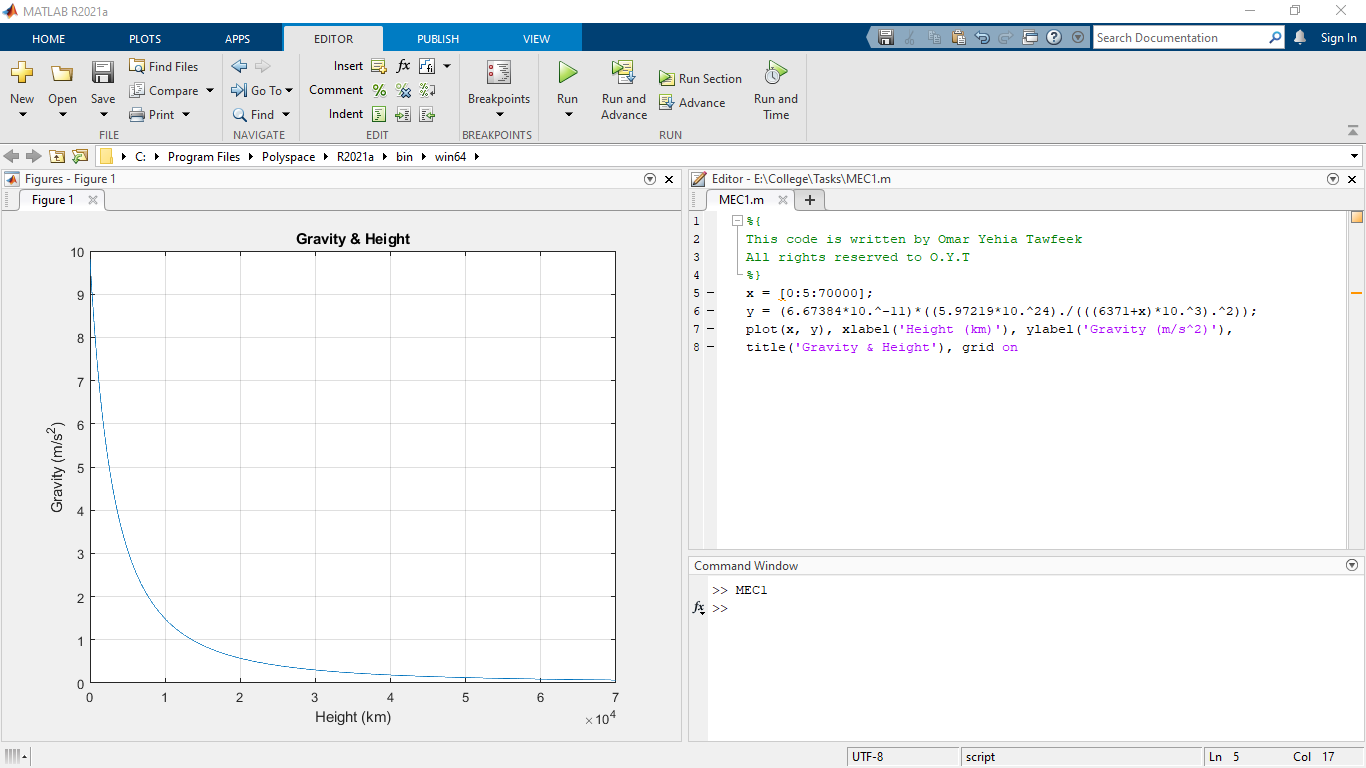 MATLAB R2021a
HOME PLOTS APPS EDITOR PUBLISH VIEW
Search Documentation
Sign In
New Open Save
Find Files
Compare
Print
FILE
Go To
Find
NAVIGATE
Insert fx
Comment %
Indent
EDIT
Breakpoints
BREAKPOINTS
Run
Run and Advance
Run Section
Advance
Run and Time
RUN
C: Program Files Polyspace R2021a bin win64
Figures - Figure 1
Figure 1
Gravity & Height
10
9
8
7
6
5
4
3
2
1
0
Gravity (m/s²)
0 1 2 3 4 5 6 7
Height (km)
×10⁴
Editor - E:\College\Tasks\MEC1.m
MEC1.m +
1 %{
2 This code is written by Omar Yehia Tawfeek
3 All rights reserved to O.Y.T
4 %}
5 – x = [0:5:70000];
6 – y = (6.67384*10.^-11)*((5.97219*10.^24)./(((6371+x)*10.^3).^2));
7 – plot(x, y), xlabel('Height (km)'), ylabel('Gravity (m/s^2)'),
8 – title('Gravity & Height'), grid on
Command Window
>> MEC1
fx >>
UTF-8 script Ln 5 Col 17